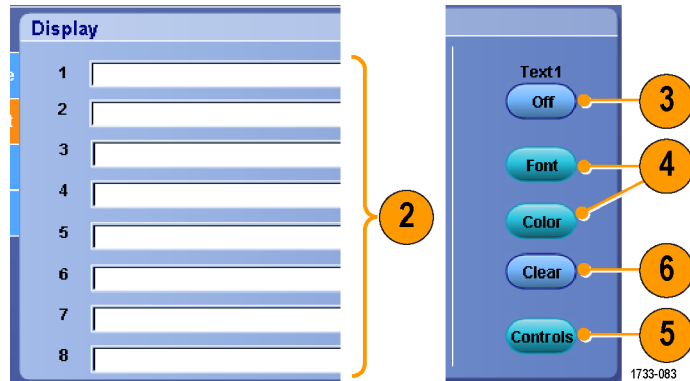 Display
e
1
2
t
3
4
5
6
7
8
2
Text1
Off
3
Font
4
Color
Clear
6
Controls
5
1733-083